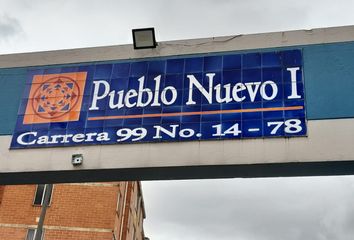 Pueblo Nuevo I
Carrera 99 No. 14 - 78